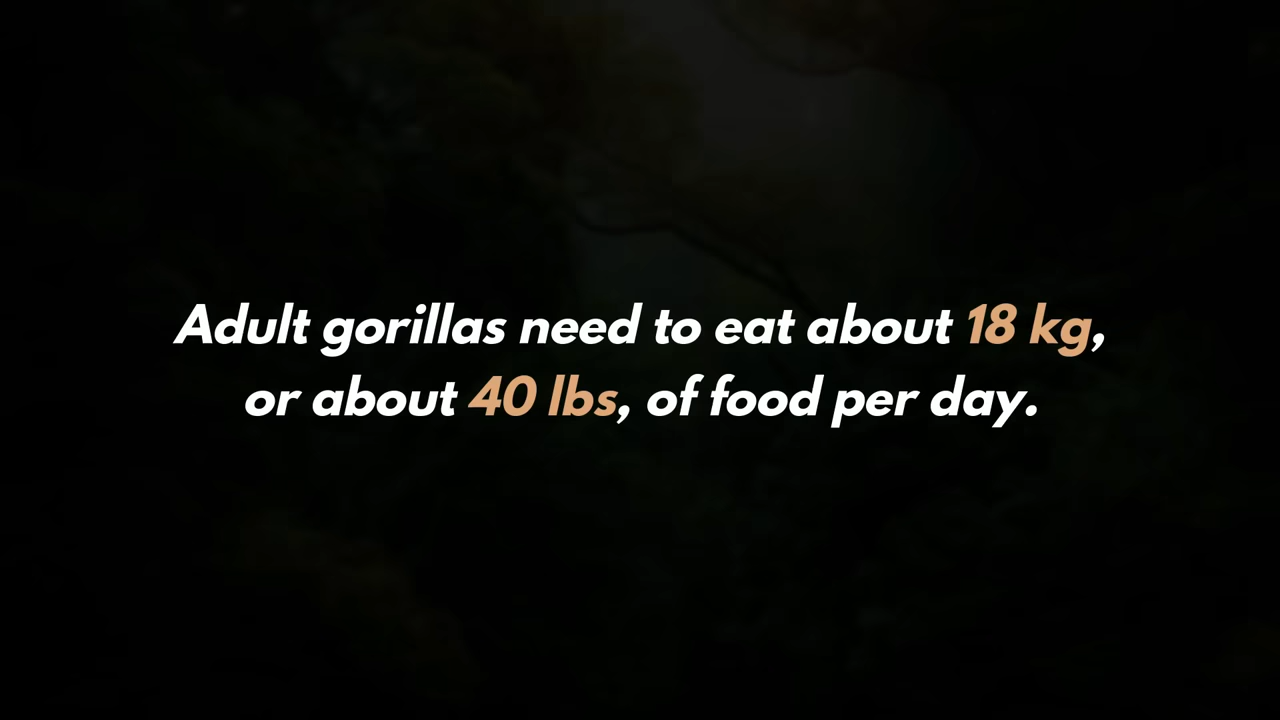 Adult gorillas need to eat about 18 kg,
or about 40 lbs, of food per day.